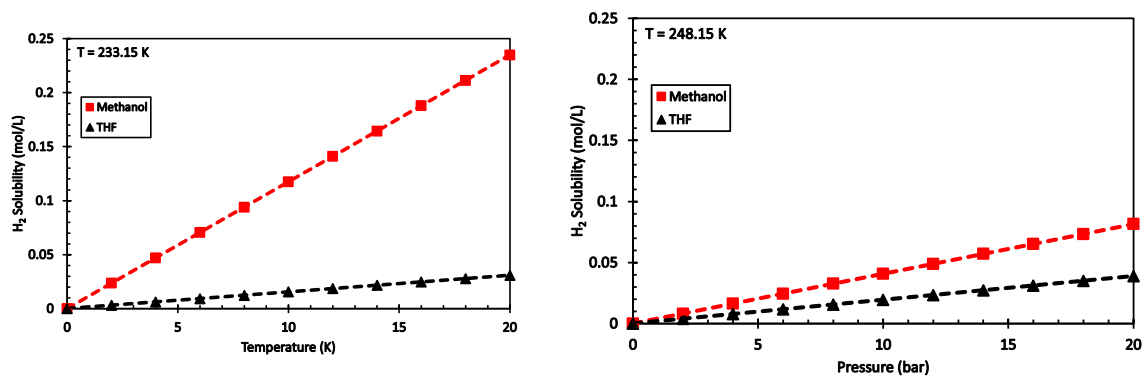 T = 233.15 K
0.25
0.2
0.15
0.1
0.05
0
H2 Solubility (mol/L)
Methanol
THF
0 5 10 15 20
Temperature (K)
T = 248.15 K
0.25
0.2
0.15
0.1
0.05
0
H2 Solubility (mol/L)
Methanol
THF
0 5 10 15 20
Pressure (bar)